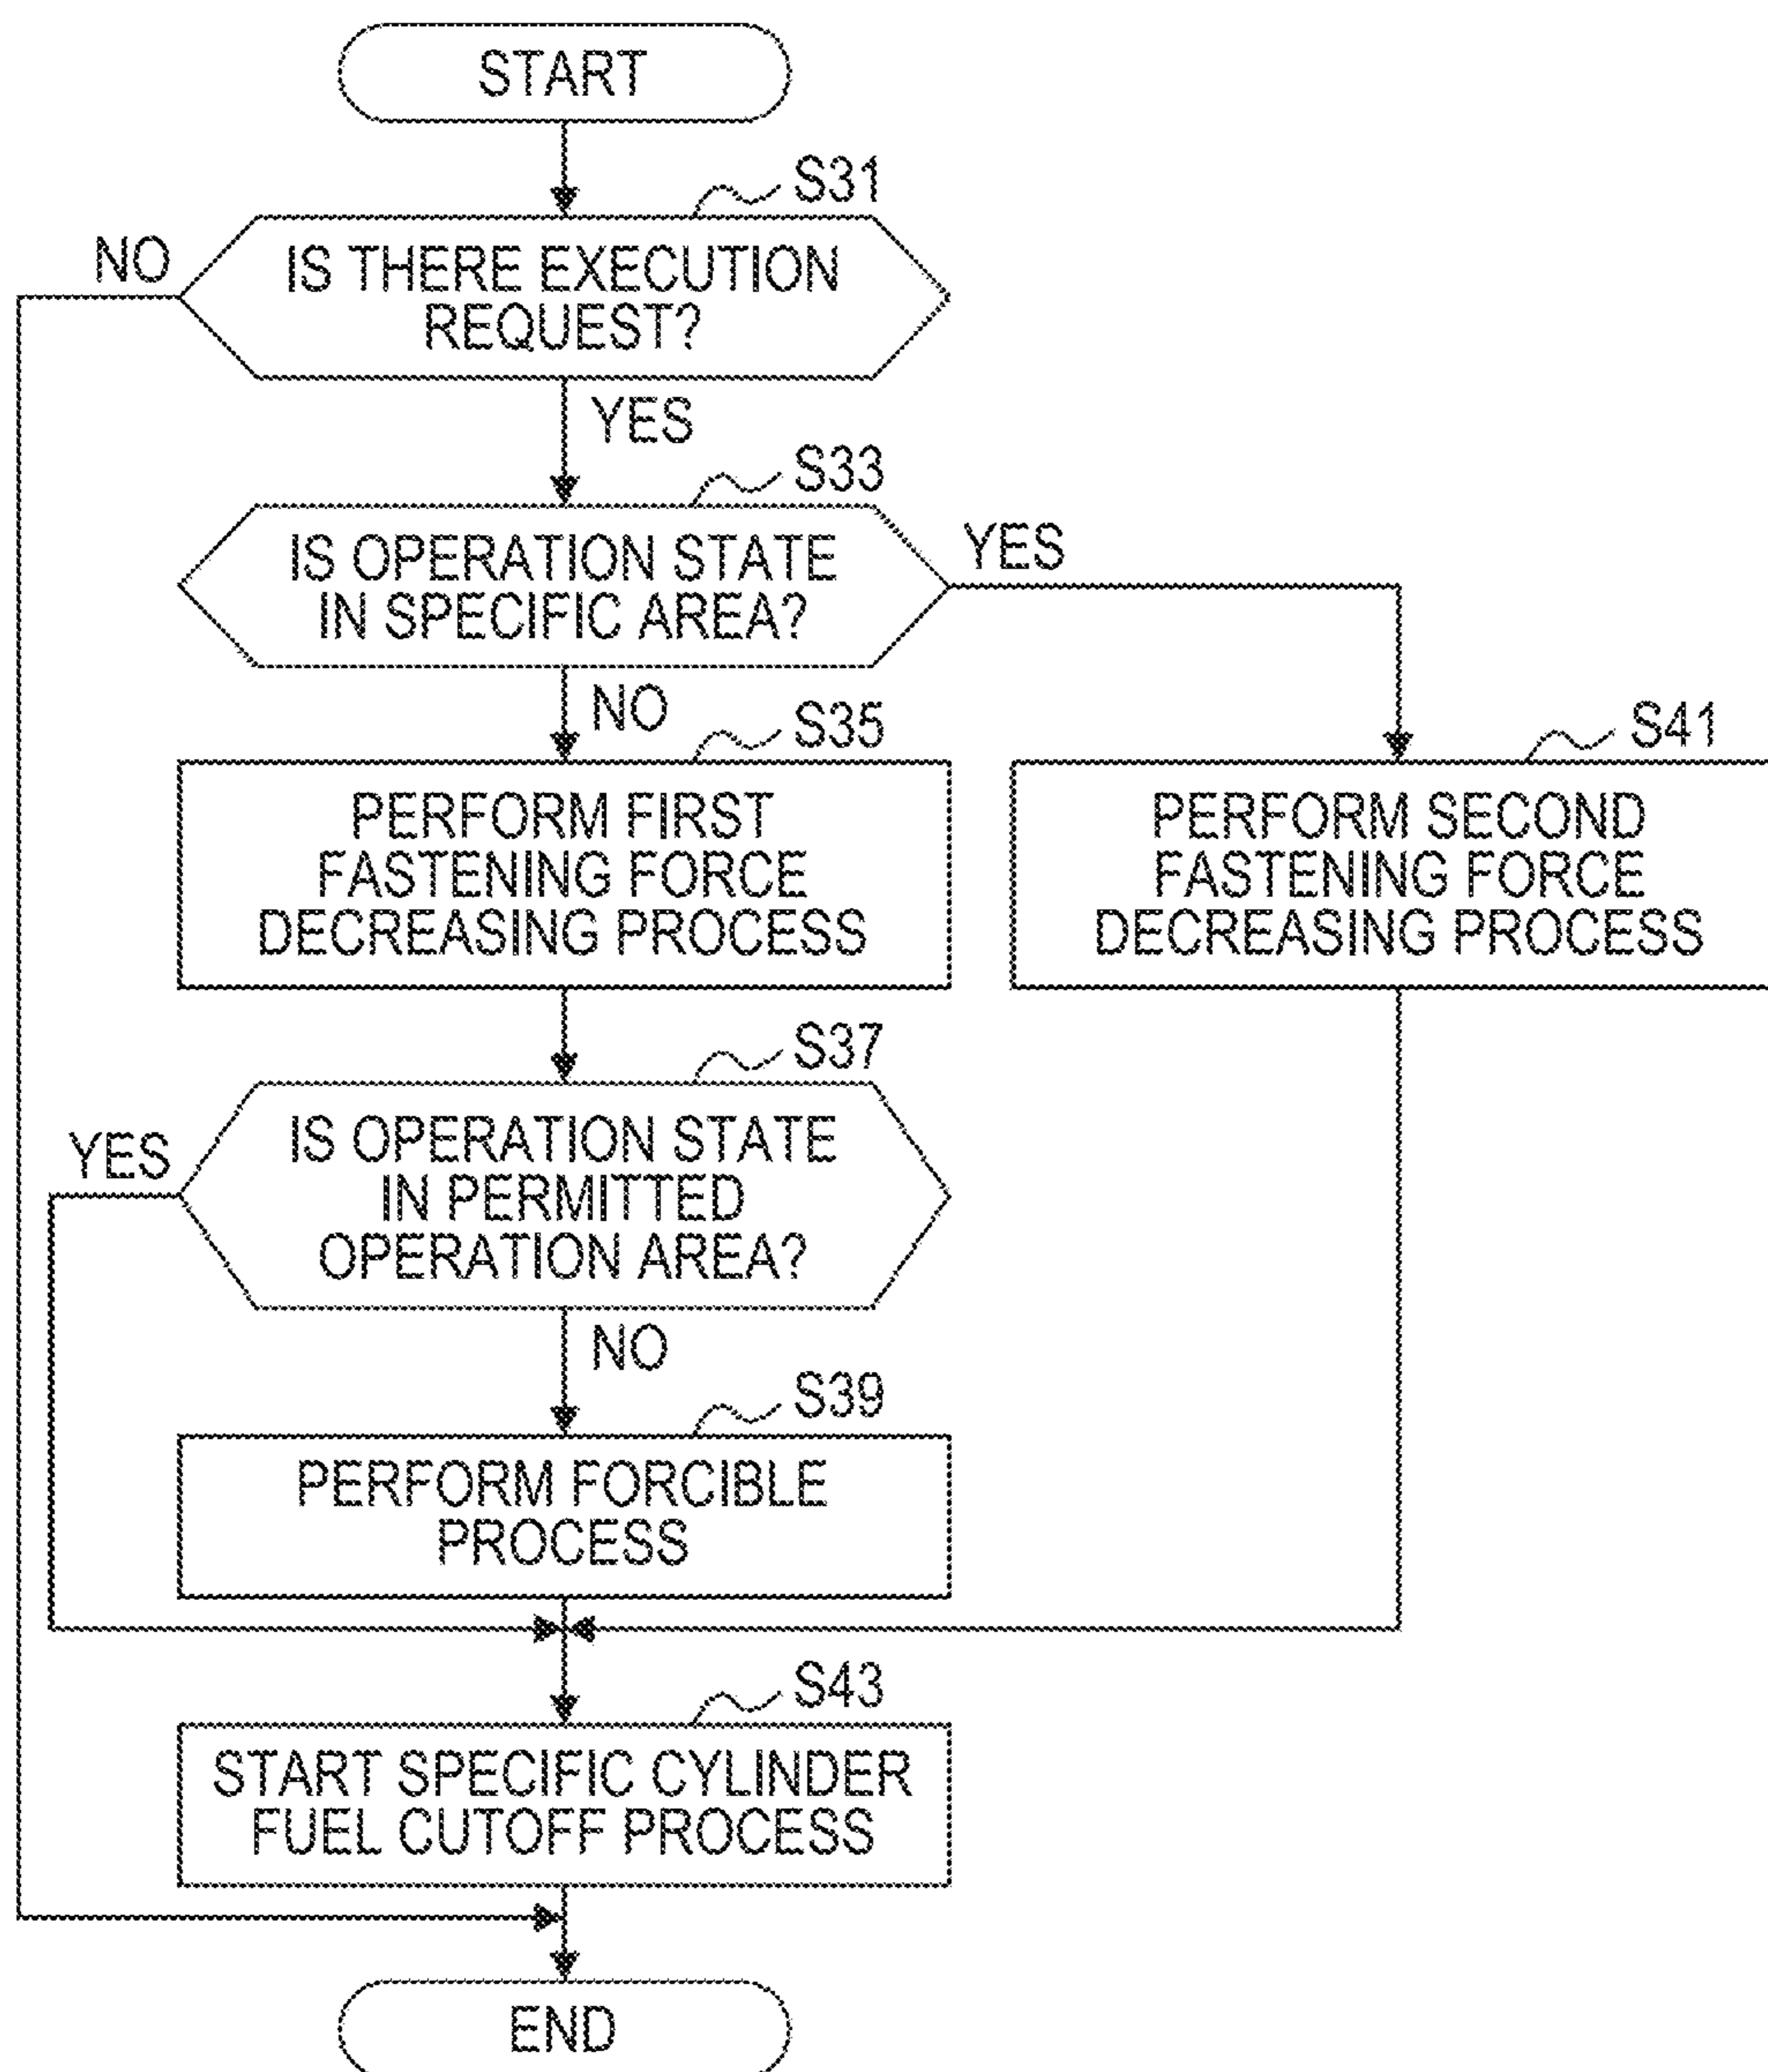 START
S31
NO
IS THERE EXECUTION
REQUEST?
YES
S33
IS OPERATION STATE
IN SPECIFIC AREA?
YES
NO
S35
S41
PERFORM FIRST
FASTENING FORCE
DECREASING PROCESS
PERFORM SECOND
FASTENING FORCE
DECREASING PROCESS
S37
YES
IS OPERATION STATE
IN PERMITTED
OPERATION AREA?
NO
S39
PERFORM FORCIBLE
PROCESS
S43
START SPECIFIC CYLINDER
FUEL CUTOFF PROCESS
END